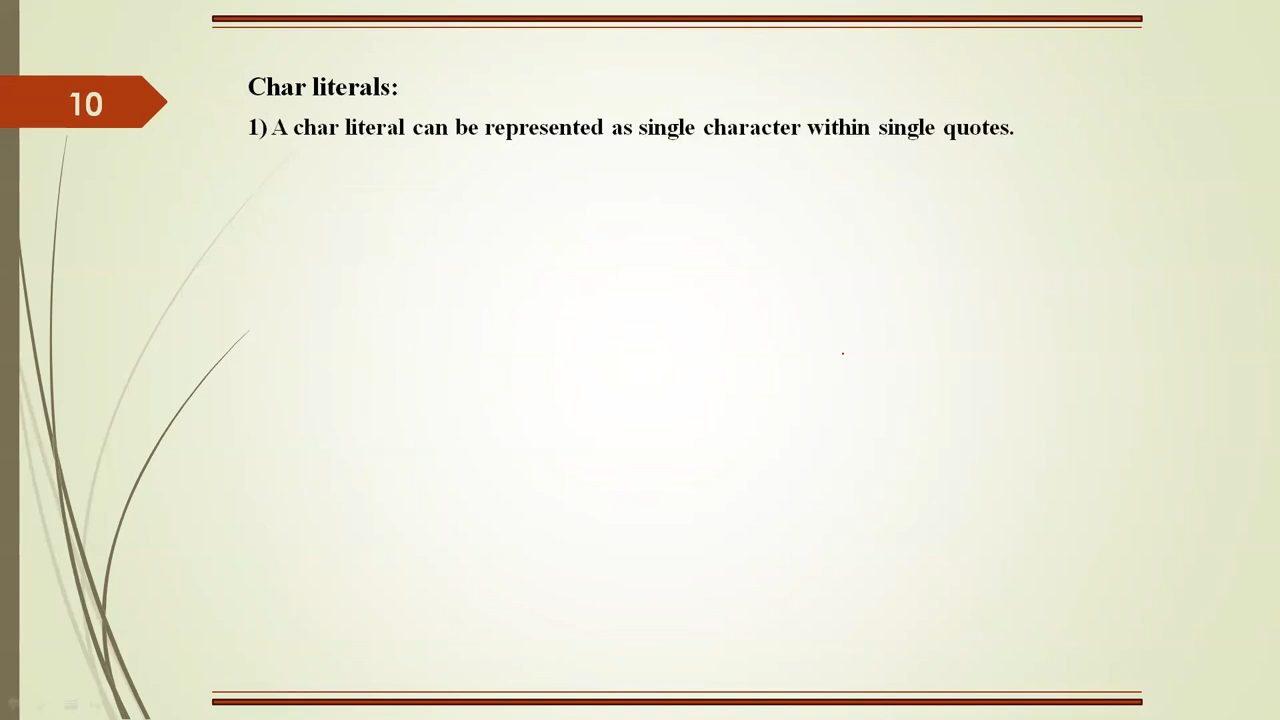 10
Char literals:
1) A char literal can be represented as single character within single quotes.